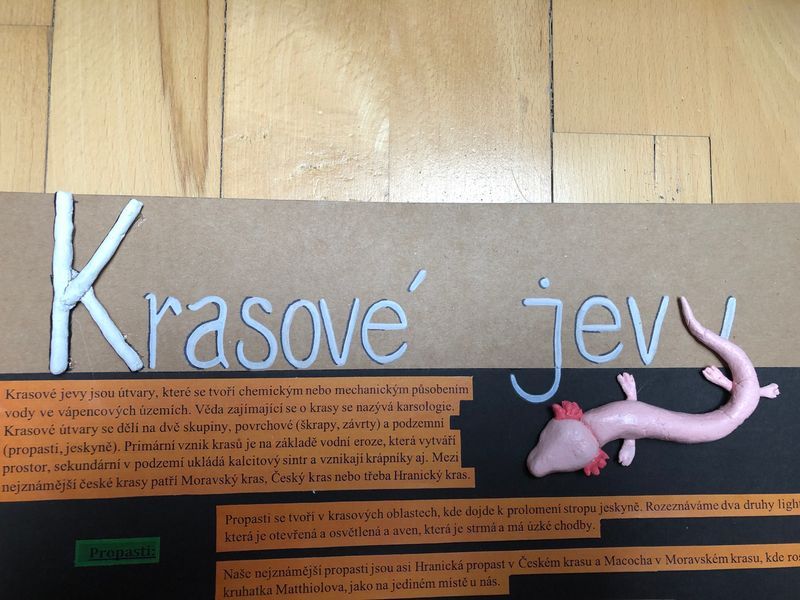 Krasové jevy
Krasové jevy jsou útvary, které se tvoří chemickým nebo mechanickým působením
vody ve vápencových územích. Věda zajímající se o krasy se nazývá karsologie.
Krasové útvary se dělí na dvě skupiny, povrchové (škrapy, závrty) a podzemní
(propasti, jeskyně). Primární vznik krasů je na základě vodní eroze, která vytváří
prostor, sekundární v podzemí ukládá kalcitový sintr a vznikají krápníky aj. Mezi
nejznámější české krasy patří Moravský kras, Český kras nebo třeba Hranický kras.
Propasti se tvoří v krasových oblastech, kde dojde k prolomení stropu jeskyně. Rozeznáváme dva druhy light
která je otevřená a osvětlená a aven, která je strmá a má úzké chodby.
Propasti:
Naše nejznámější propasti jsou asi Hranická propast v Českém krasu a Macocha v Moravském krasu, kde ros
kruhatka Matthiolova, jako na jediném místě u nás.